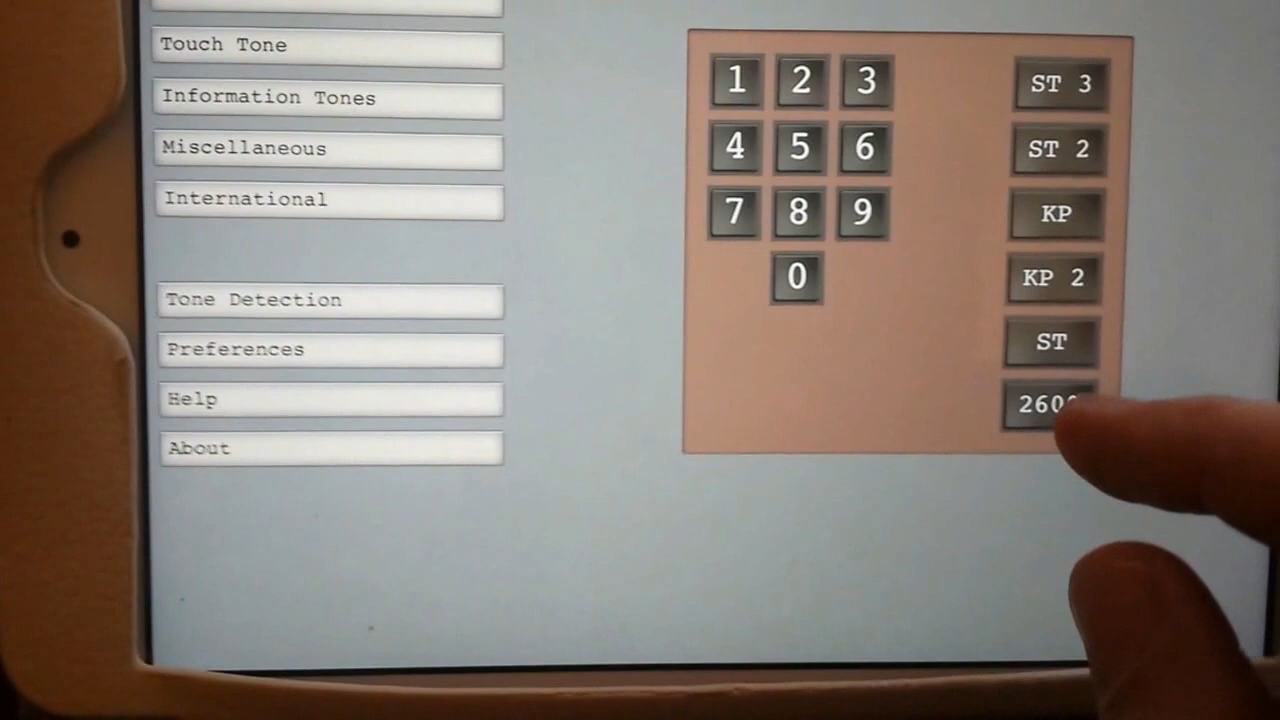 Touch Tone
Information Tones
Miscellaneous
International
Tone Detection
Preferences
Help
About
1 2 3
4 5 6
7 8 9
0
ST 3
ST 2
KP
KP 2
ST